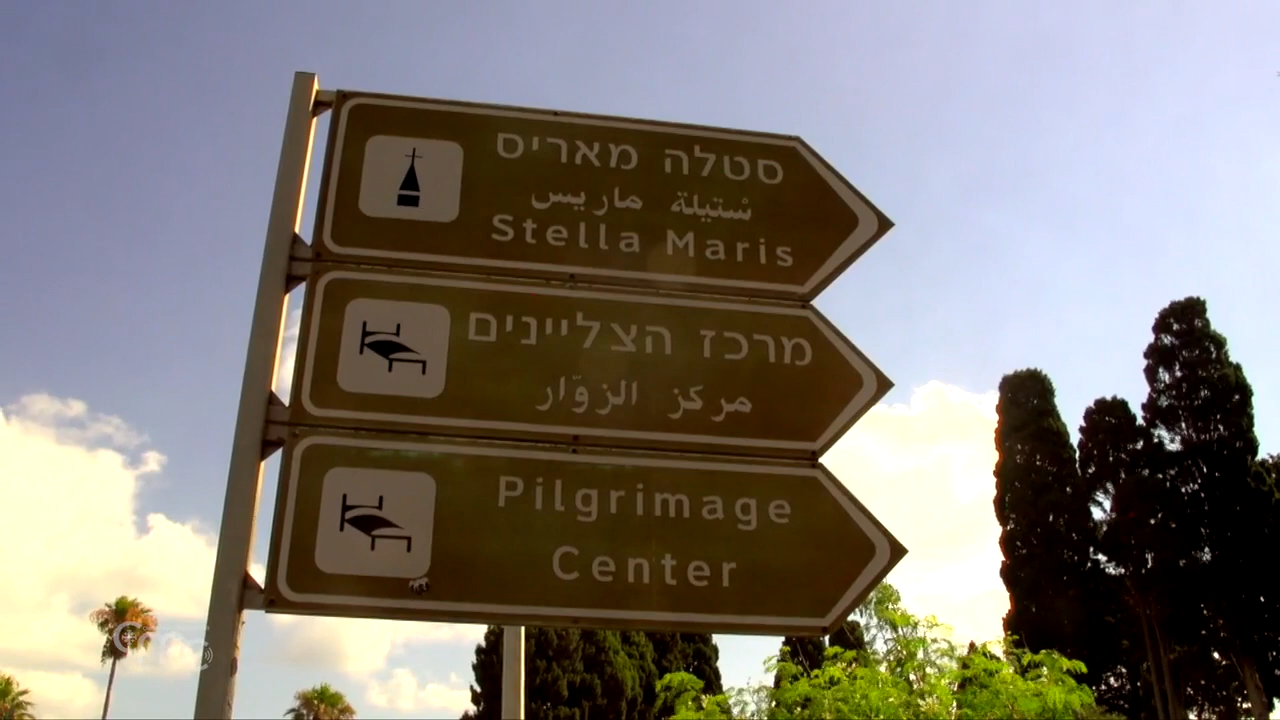 סטלה מאריס
ستيلة ماريس
Stella Maris
מרכז הצליינים
مركز الزوّار
Pilgrimage
Center